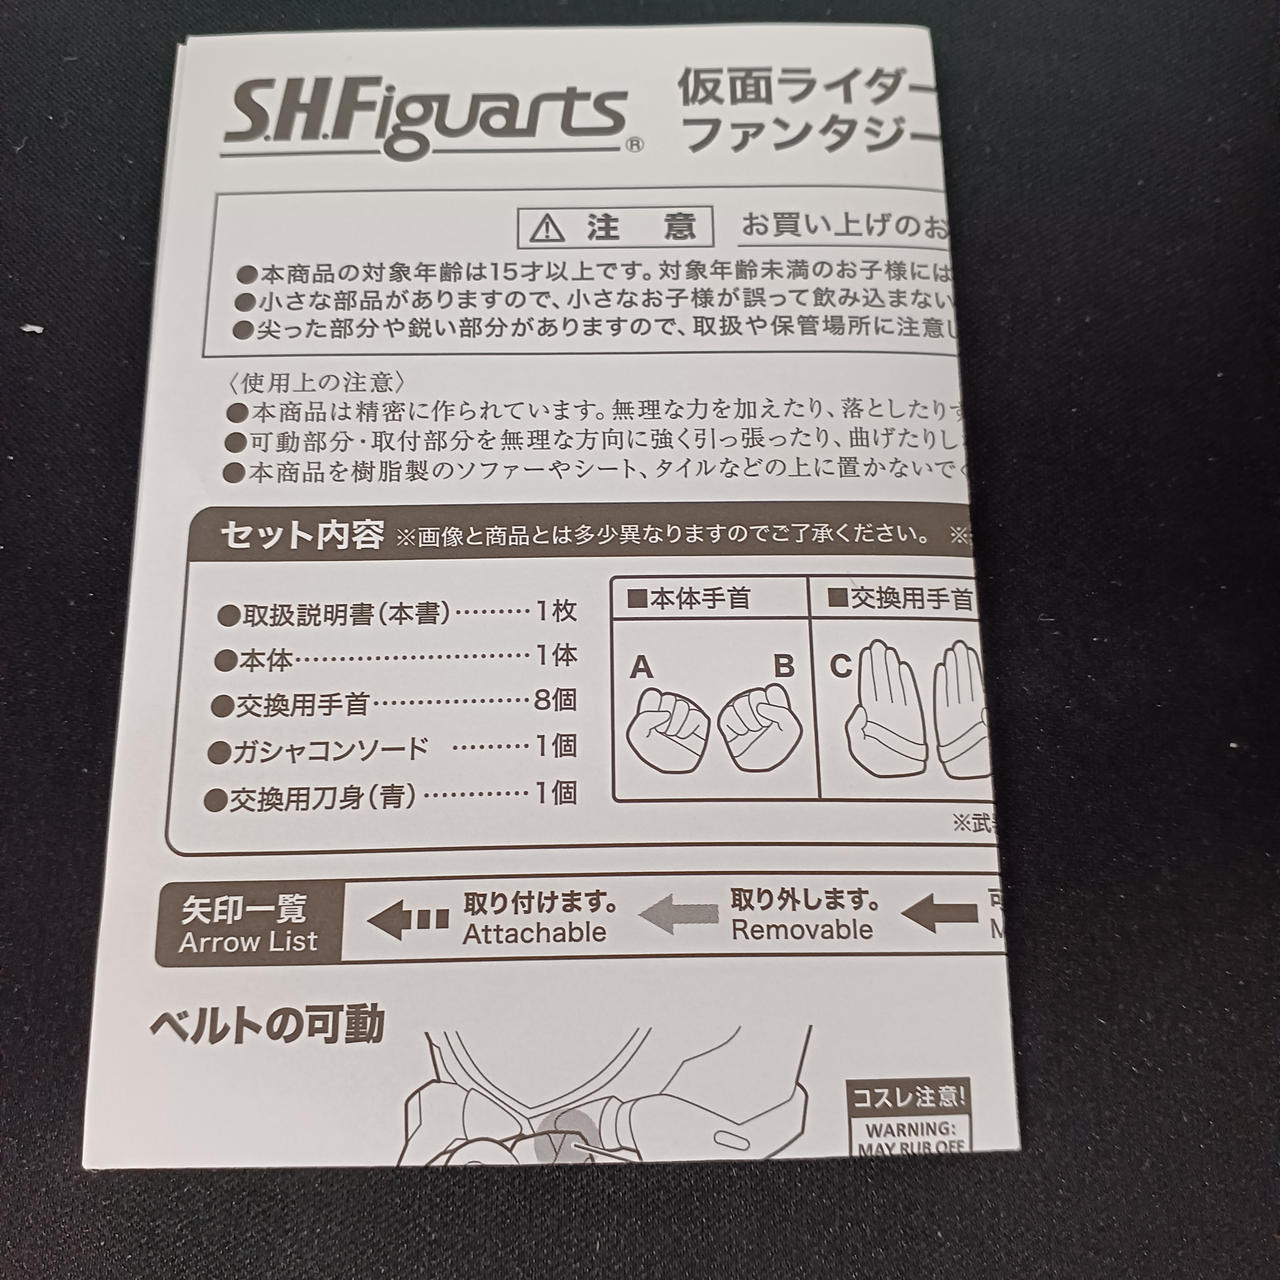 S.H.Figuarts®
仮面ライダー
ファンタジー
⚠注 意 お買い上げのお
●本商品の対象年齢は15才以上です。対象年齢未満のお子様には
●小さな部品がありますので、小さなお子様が誤って飲み込まない
●尖った部分や鋭い部分がありますので、取扱や保管場所に注意し
〈使用上の注意〉
●本商品は精密に作られています。無理な力を加えたり、落としたりす
●可動部分・取付部分を無理な方向に強く引っ張ったり、曲げたりし
●本商品を樹脂製のソファーやシート、タイルなどの上に置かないでく
セット内容 ※画像と商品とは多少異なりますのでご了承ください。 ※
●取扱説明書(本書)………1枚
●本体……………………1体
●交換用手首………………8個
●ガシャコンソード ………1個
●交換用刀身(青)…………1個
■本体手首
A B
■交換用手首
C
※武
矢印一覧
Arrow List
取り付けます。
Attachable
取り外します。
Removable
可
M
ベルトの可動
コスレ注意!
WARNING:
MAY RUB OFF